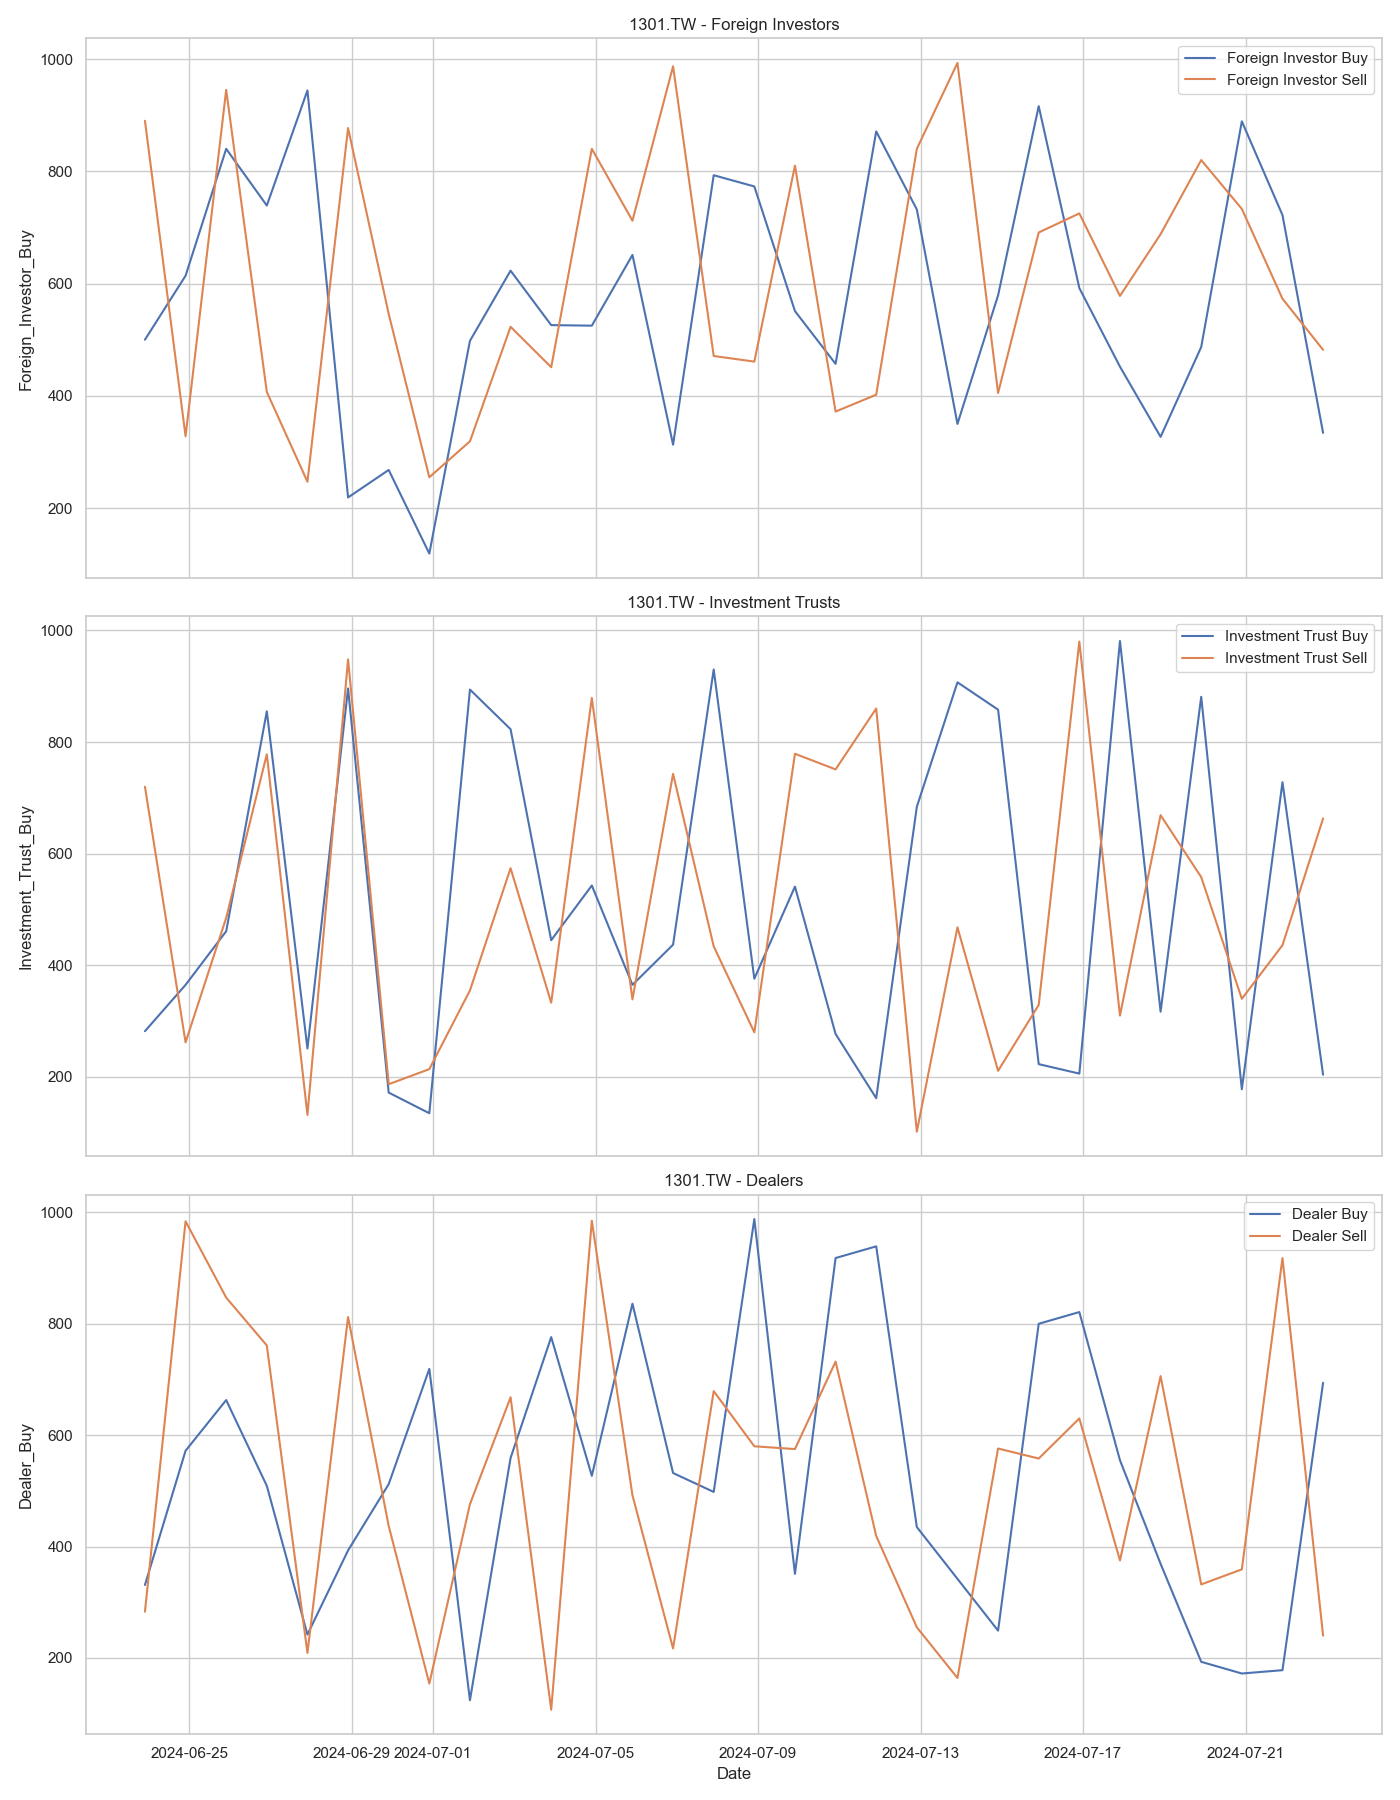 1301.TW - Foreign Investors
Foreign Investor Buy
Foreign Investor Sell
Foreign_Investor_Buy
1000
800
600
400
200
1301.TW - Investment Trusts
Investment Trust Buy
Investment Trust Sell
Investment_Trust_Buy
1000
800
600
400
200
1301.TW - Dealers
Dealer Buy
Dealer Sell
Dealer_Buy
1000
800
600
400
200
2024-06-25 2024-06-29 2024-07-01 2024-07-05 2024-07-09 2024-07-13 2024-07-17 2024-07-21
Date